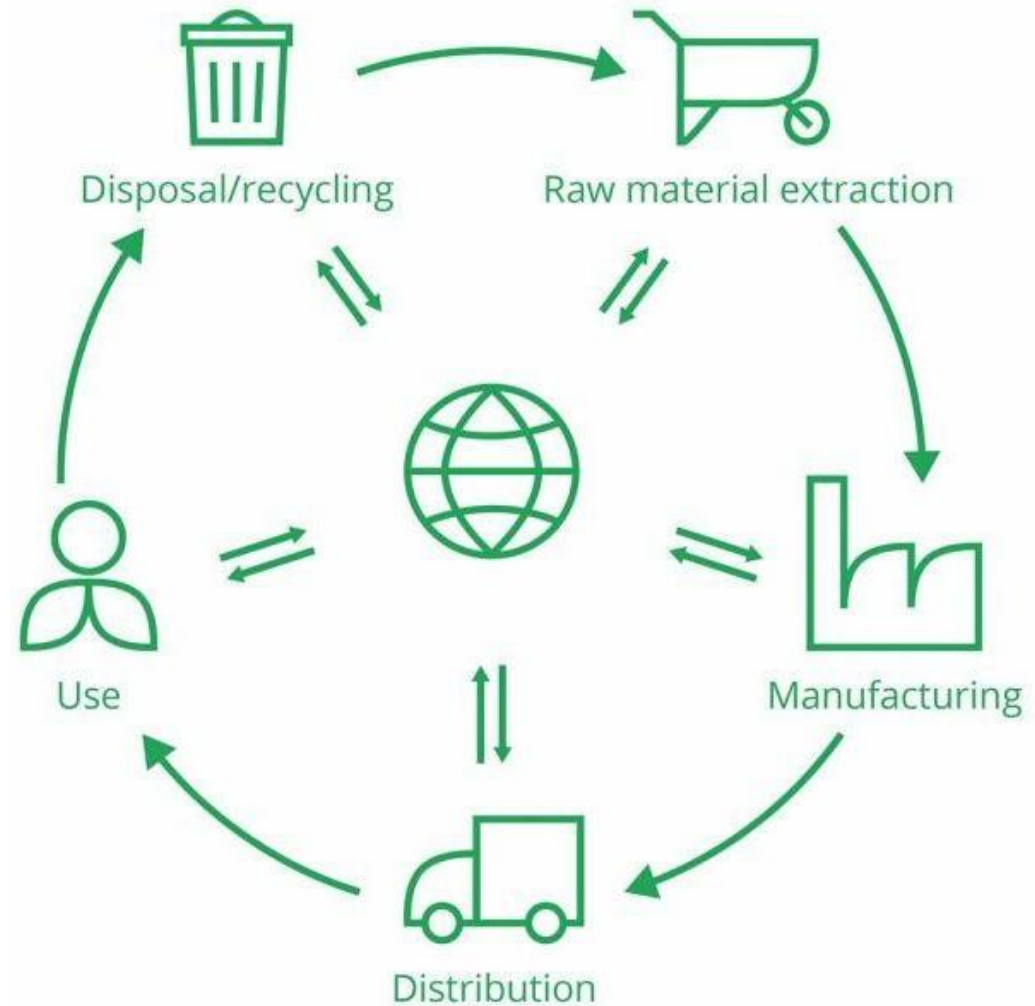 Disposal/recycling
Raw material extraction
Use
Manufacturing
Distribution